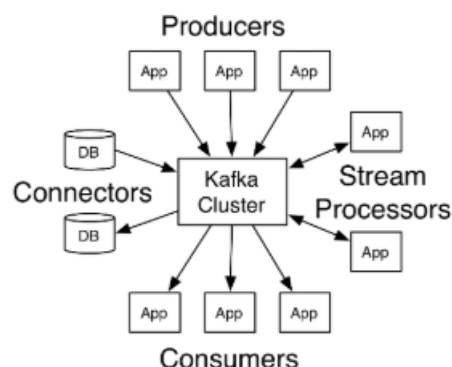 Producers
App
App
App
DB
App
Connectors
Kafka
Cluster
Stream
Processors
DB
App
App
App
App
Consumers